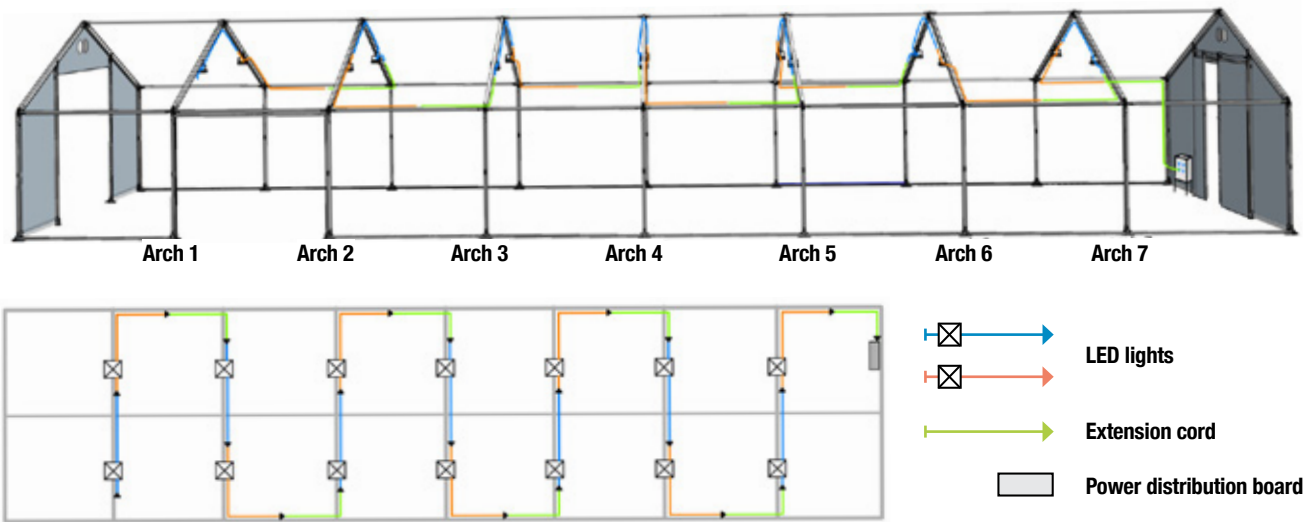 Arch 1 Arch 2 Arch 3 Arch 4 Arch 5 Arch 6 Arch 7
LED lights
Extension cord
Power distribution board